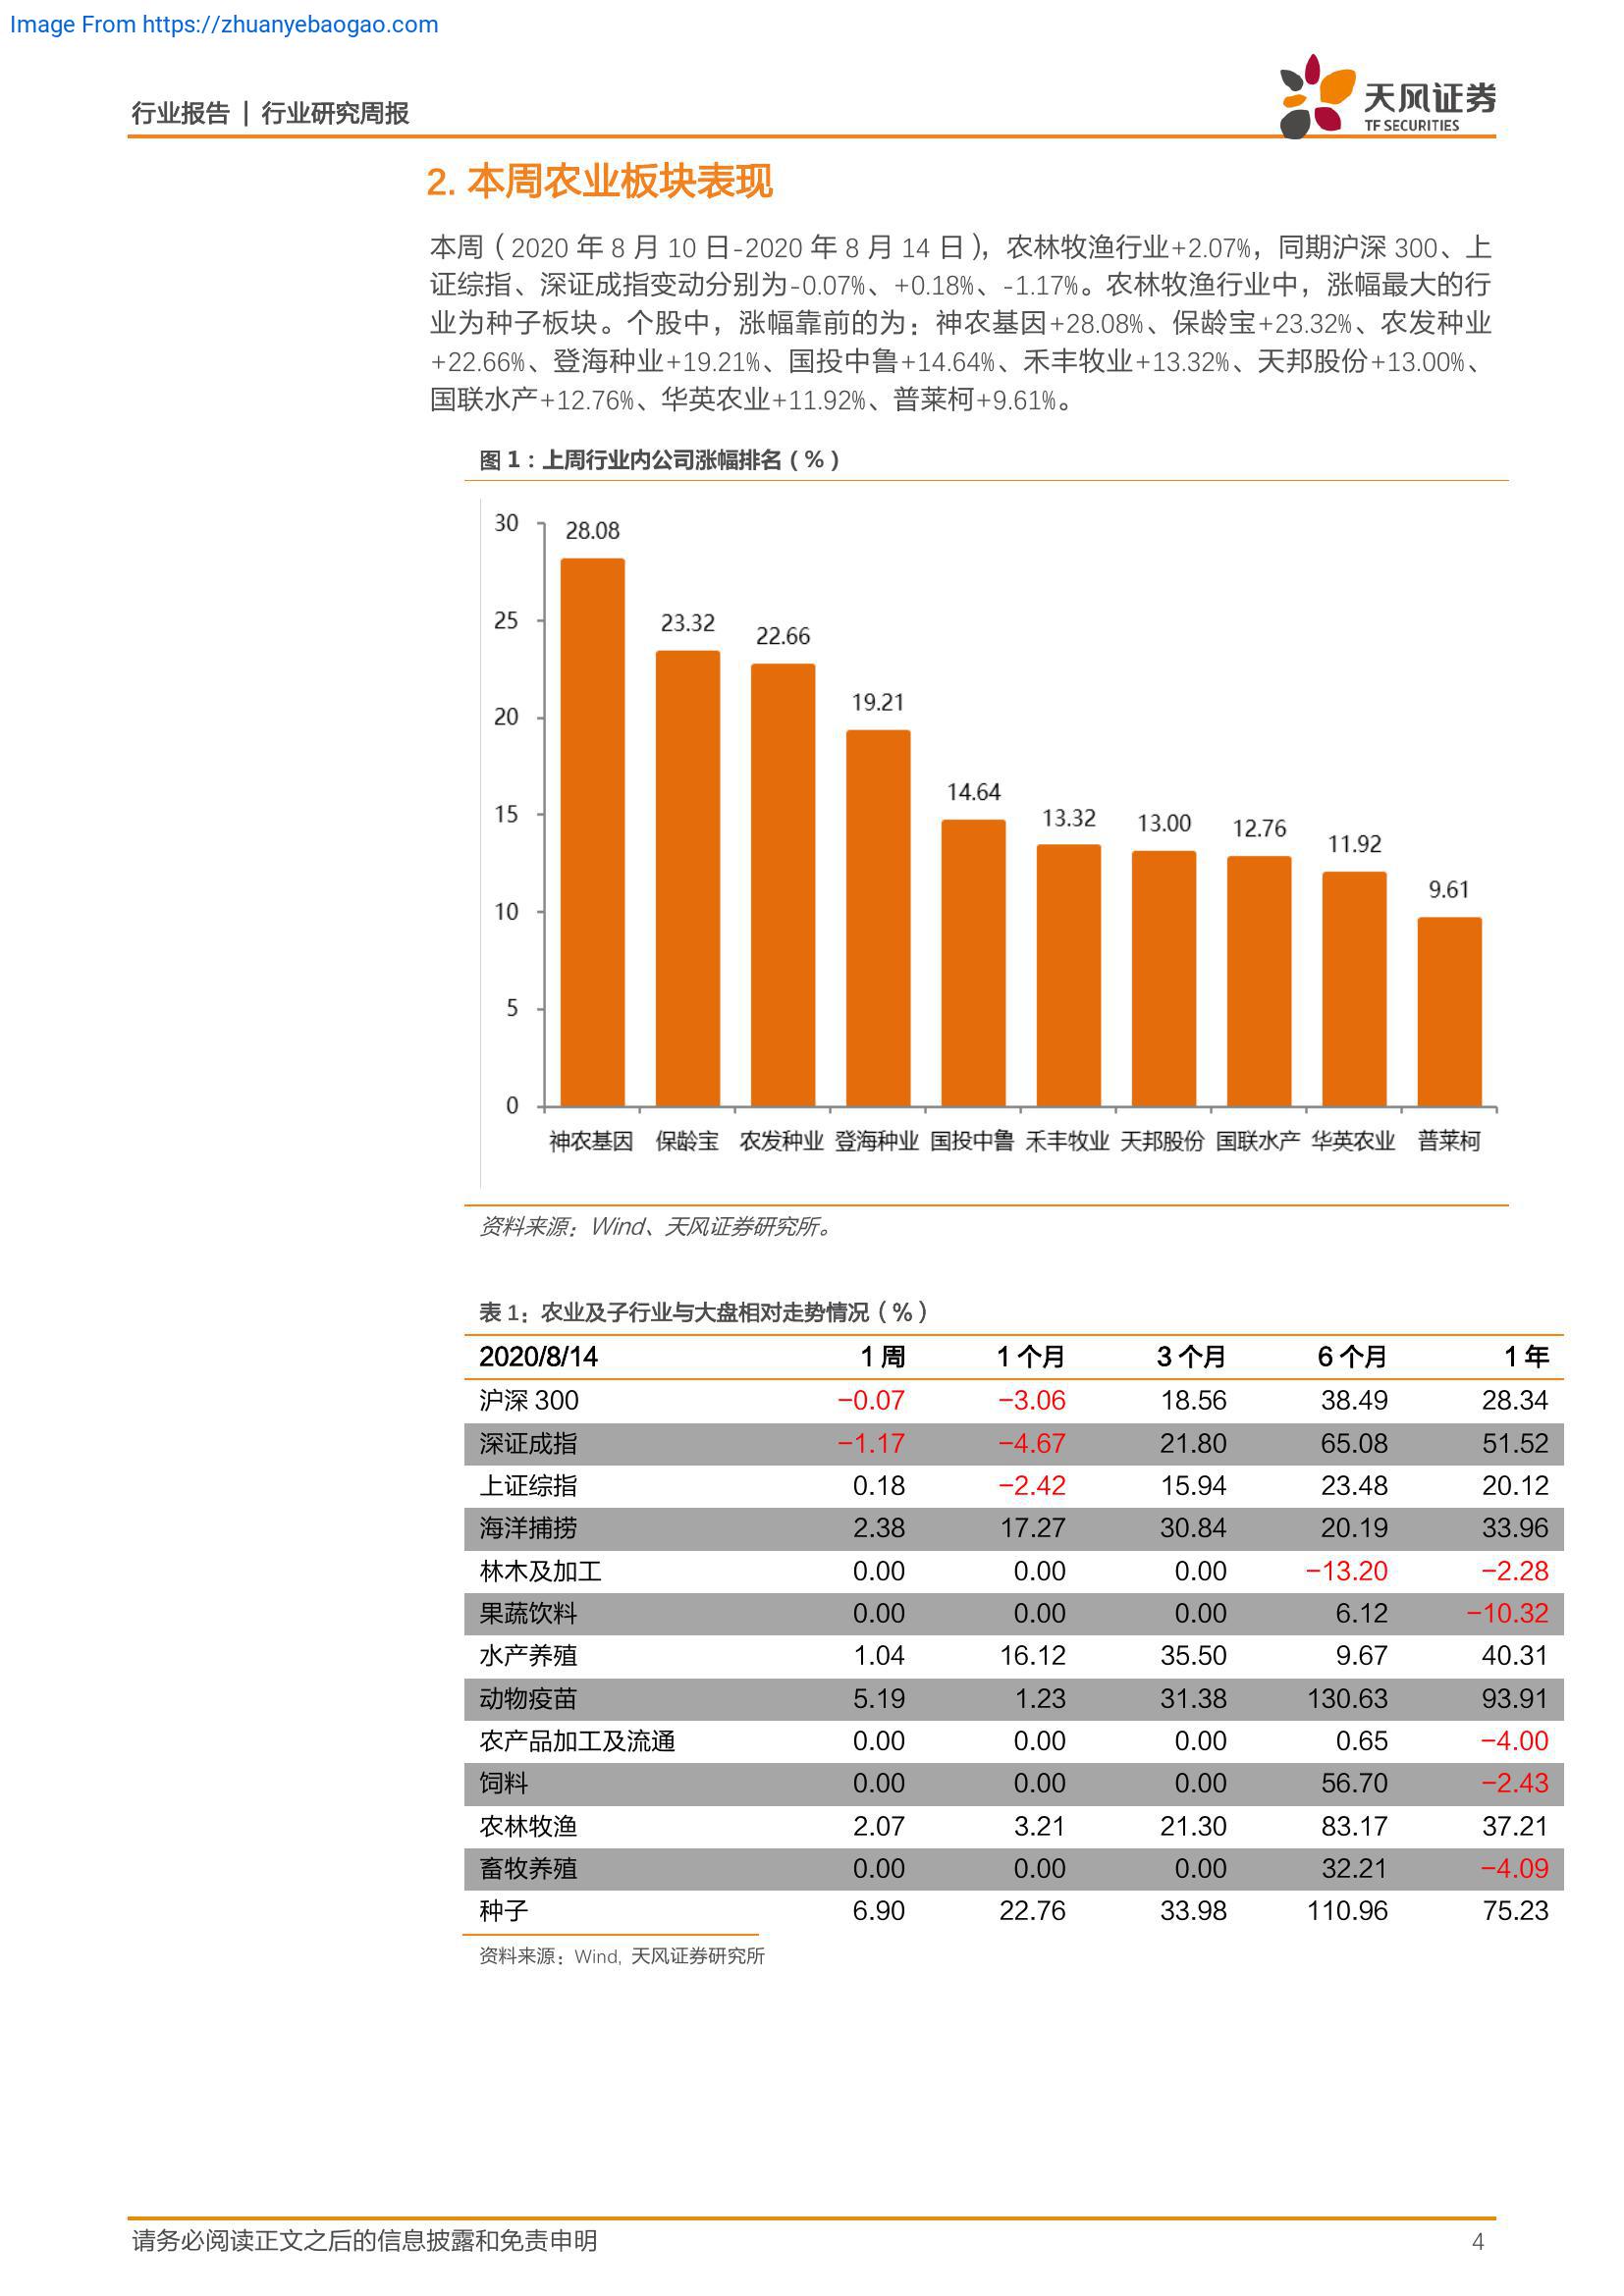 Image From https://zhuanyebaogao.com
行业报告 | 行业研究周报
天风证券
TF SECURITIES
2. 本周农业板块表现
本周（2020 年 8 月 10 日-2020 年 8 月 14 日），农林牧渔行业+2.07%，同期沪深 300、上
证综指、深证成指变动分别为-0.07%、+0.18%、-1.17%。农林牧渔行业中，涨幅最大的行
业为种子板块。个股中，涨幅靠前的为：神农基因+28.08%、保龄宝+23.32%、农发种业
+22.66%、登海种业+19.21%、国投中鲁+14.64%、禾丰牧业+13.32%、天邦股份+13.00%、
国联水产+12.76%、华英农业+11.92%、普莱柯+9.61%。
图 1：上周行业内公司涨幅排名（%）
30
25
20
15
10
5
0
28.08
23.32
22.66
19.21
14.64
13.32
13.00
12.76
11.92
9.61
神农基因 保龄宝 农发种业 登海种业 国投中鲁 禾丰牧业 天邦股份 国联水产 华英农业 普莱柯
资料来源：Wind、天风证券研究所。
表 1：农业及子行业与大盘相对走势情况（%）
2020/8/14 1 周 1 个月 3 个月 6 个月 1 年
沪深 300 −0.07 −3.06 18.56 38.49 28.34
深证成指 −1.17 −4.67 21.80 65.08 51.52
上证综指 0.18 −2.42 15.94 23.48 20.12
海洋捕捞 2.38 17.27 30.84 20.19 33.96
林木及加工 0.00 0.00 0.00 −13.20 −2.28
果蔬饮料 0.00 0.00 0.00 6.12 −10.32
水产养殖 1.04 16.12 35.50 9.67 40.31
动物疫苗 5.19 1.23 31.38 130.63 93.91
农产品加工及流通 0.00 0.00 0.00 0.65 −4.00
饲料 0.00 0.00 0.00 56.70 −2.43
农林牧渔 2.07 3.21 21.30 83.17 37.21
畜牧养殖 0.00 0.00 0.00 32.21 −4.09
种子 6.90 22.76 33.98 110.96 75.23
资料来源：Wind, 天风证券研究所
请务必阅读正文之后的信息披露和免责申明 4